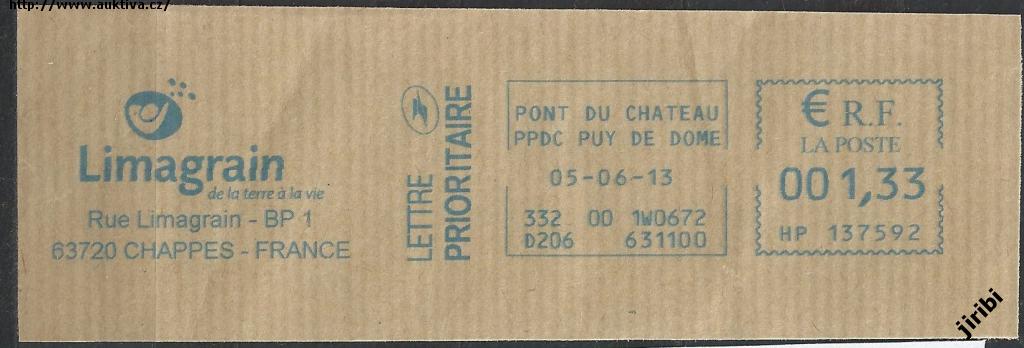 http://www.auktiva.cz/
Limagrain
de la terre à la vie
Rue Limagrain - BP 1
63720 CHAPPES - FRANCE
LETTRE
PRIORITAIRE
PONT DU CHATEAU
PPDC PUY DE DOME
05-06-13
332 00 1W0672
D206 631100
€ R.F.
LA POSTE
001,33
HP 137592
jiribi